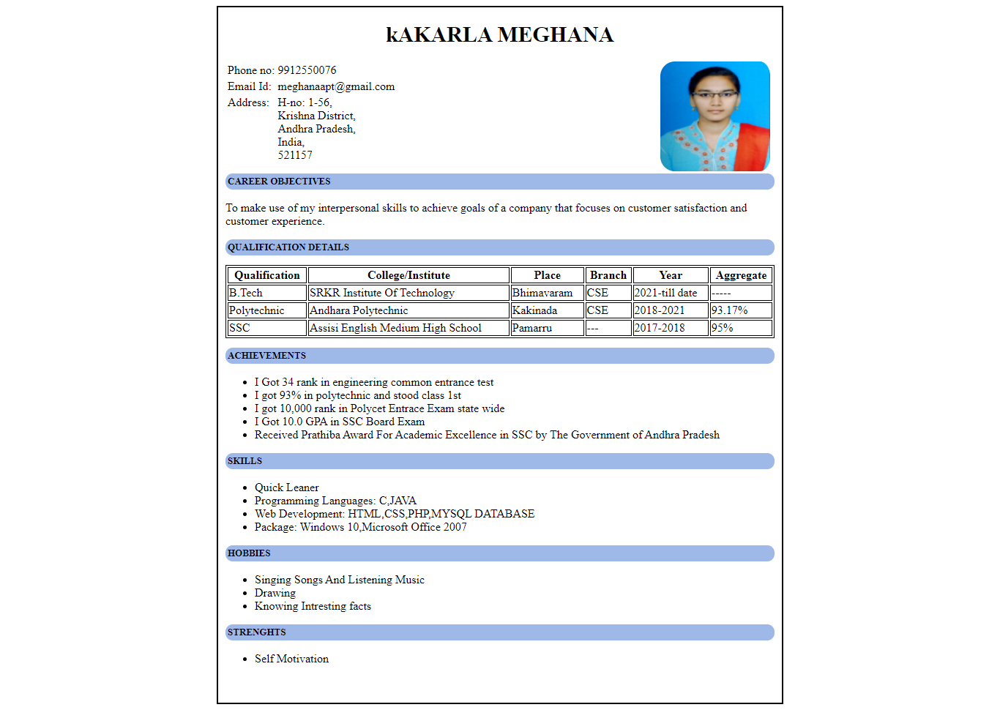 kAKARLA MEGHANA
Phone no: 9912550076
Email Id: meghanaapt@gmail.com
Address: H-no: 1-56,
Krishna District,
Andhra Pradesh,
India,
521157
CAREER OBJECTIVES
To make use of my interpersonal skills to achieve goals of a company that focuses on customer satisfaction and
customer experience.
QUALIFICATION DETAILS
Qualification College/Institute Place Branch Year Aggregate
B.Tech SRKR Institute Of Technology Bhimavaram CSE 2021-till date -----
Polytechnic Andhara Polytechnic Kakinada CSE 2018-2021 93.17%
SSC Assisi English Medium High School Pamarru --- 2017-2018 95%
ACHIEVEMENTS
• I Got 34 rank in engineering common entrance test
• I got 93% in polytechnic and stood class 1st
• I got 10,000 rank in Polycet Entrace Exam state wide
• I Got 10.0 GPA in SSC Board Exam
• Received Prathiba Award For Academic Excellence in SSC by The Government of Andhra Pradesh
SKILLS
• Quick Leaner
• Programming Languages: C,JAVA
• Web Development: HTML,CSS,PHP,MYSQL DATABASE
• Package: Windows 10,Microsoft Office 2007
HOBBIES
• Singing Songs And Listening Music
• Drawing
• Knowing Intresting facts
STRENGHTS
• Self Motivation